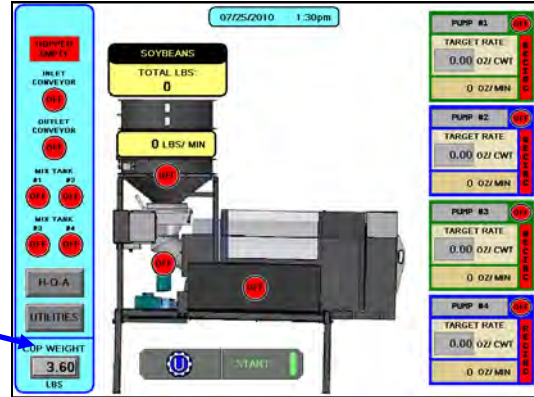 07/25/2010 1:30pm
HOPPER
EMPTY
INLET
CONVEYOR
OFF
OUTLET
CONVEYOR
OFF
MIX TANK
#1 #2
OFF OFF
MIX TANK
#3 #4
OFF OFF
H-O-A
UTILITIES
CUP WEIGHT
3.60
LBS
SOYBEANS
TOTAL LBS:
0
0 LBS/ MIN
OFF
OFF
OFF
U
START
PUMP #1 OFF
TARGET RATE
0.00 OZ/ CWT
0 OZ/ MIN
RECIRC
PUMP #2 OFF
TARGET RATE
0.00 OZ/ CWT
0 OZ/ MIN
RECIRC
PUMP #3 OFF
TARGET RATE
0.00 OZ/ CWT
0 OZ/ MIN
RECIRC
PUMP #4 OFF
TARGET RATE
0.00 OZ/ CWT
0 OZ/ MIN
RECIRC